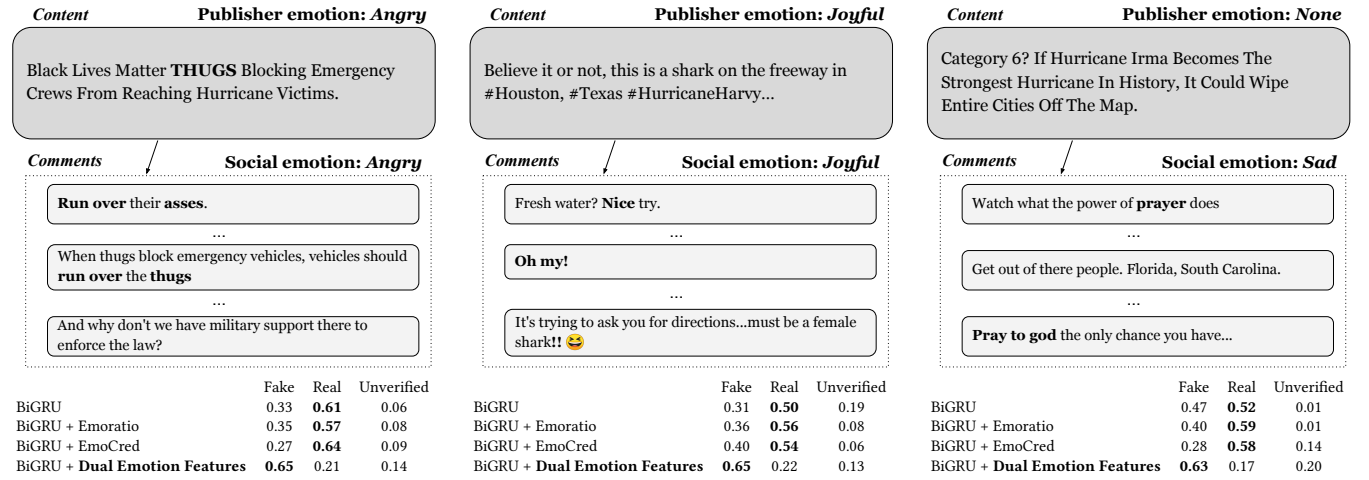 Content Publisher emotion: Angry
Black Lives Matter THUGS Blocking Emergency
Crews From Reaching Hurricane Victims.
Comments Social emotion: Angry
Run over their asses.
...
When thugs block emergency vehicles, vehicles should
run over the thugs
...
And why don't we have military support there to
enforce the law?
Fake Real Unverified
BiGRU 0.33 0.61 0.06
BiGRU + Emoratio 0.35 0.57 0.08
BiGRU + EmoCred 0.27 0.64 0.09
BiGRU + Dual Emotion Features 0.65 0.21 0.14
Content Publisher emotion: Joyful
Believe it or not, this is a shark on the freeway in
#Houston, #Texas #HurricaneHarvy...
Comments Social emotion: Joyful
Fresh water? Nice try.
...
Oh my!
...
It's trying to ask you for directions...must be a female
shark!! 😆
Fake Real Unverified
BiGRU 0.31 0.50 0.19
BiGRU + Emoratio 0.36 0.56 0.08
BiGRU + EmoCred 0.40 0.54 0.06
BiGRU + Dual Emotion Features 0.65 0.22 0.13
Content Publisher emotion: None
Category 6? If Hurricane Irma Becomes The
Strongest Hurricane In History, It Could Wipe
Entire Cities Off The Map.
Comments Social emotion: Sad
Watch what the power of prayer does
...
Get out of there people. Florida, South Carolina.
...
Pray to god the only chance you have...
Fake Real Unverified
BiGRU 0.47 0.52 0.01
BiGRU + Emoratio 0.40 0.59 0.01
BiGRU + EmoCred 0.28 0.58 0.14
BiGRU + Dual Emotion Features 0.63 0.17 0.20